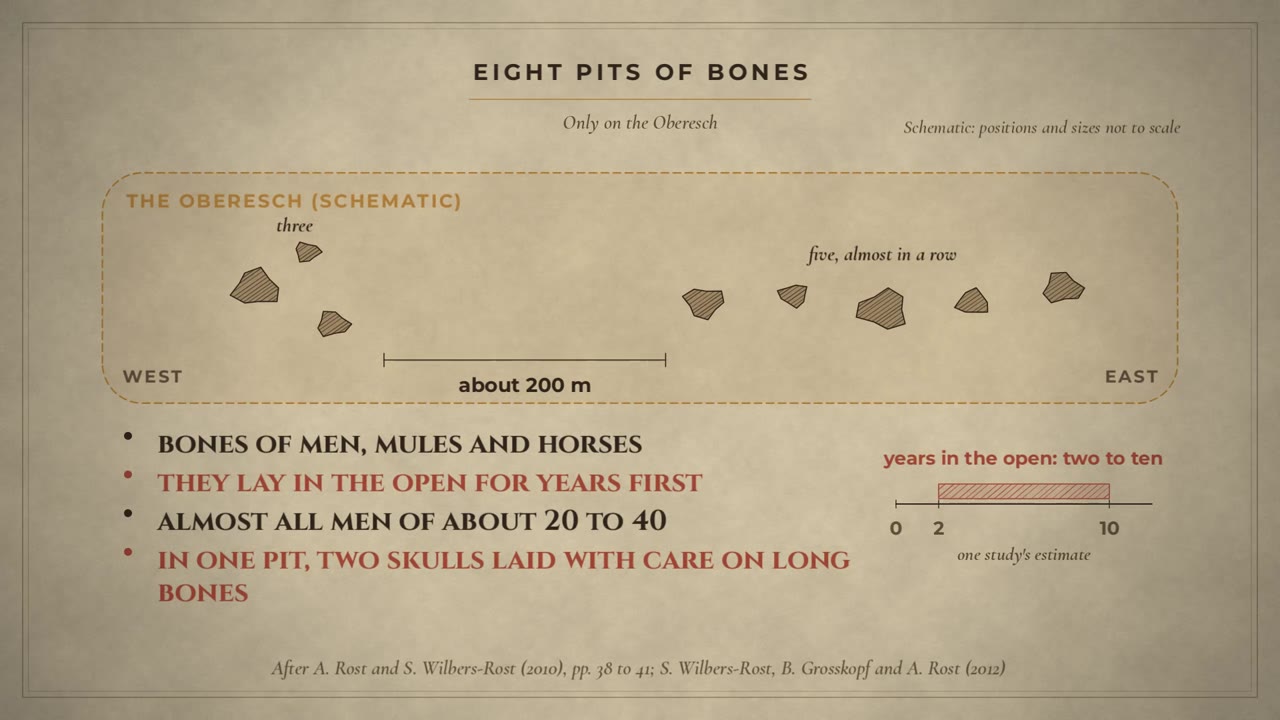 EIGHT PITS OF BONES
Only on the Oberesch
Schematic: positions and sizes not to scale
THE OBERESCH (SCHEMATIC)
three
five, almost in a row
about 200 m
WEST
EAST
• BONES OF MEN, MULES AND HORSES
• THEY LAY IN THE OPEN FOR YEARS FIRST
• ALMOST ALL MEN OF ABOUT 20 TO 40
• IN ONE PIT, TWO SKULLS LAID WITH CARE ON LONG
BONES
years in the open: two to ten
0 2 10
one study's estimate
After A. Rost and S. Wilbers-Rost (2010), pp. 38 to 41; S. Wilbers-Rost, B. Grosskopf and A. Rost (2012)